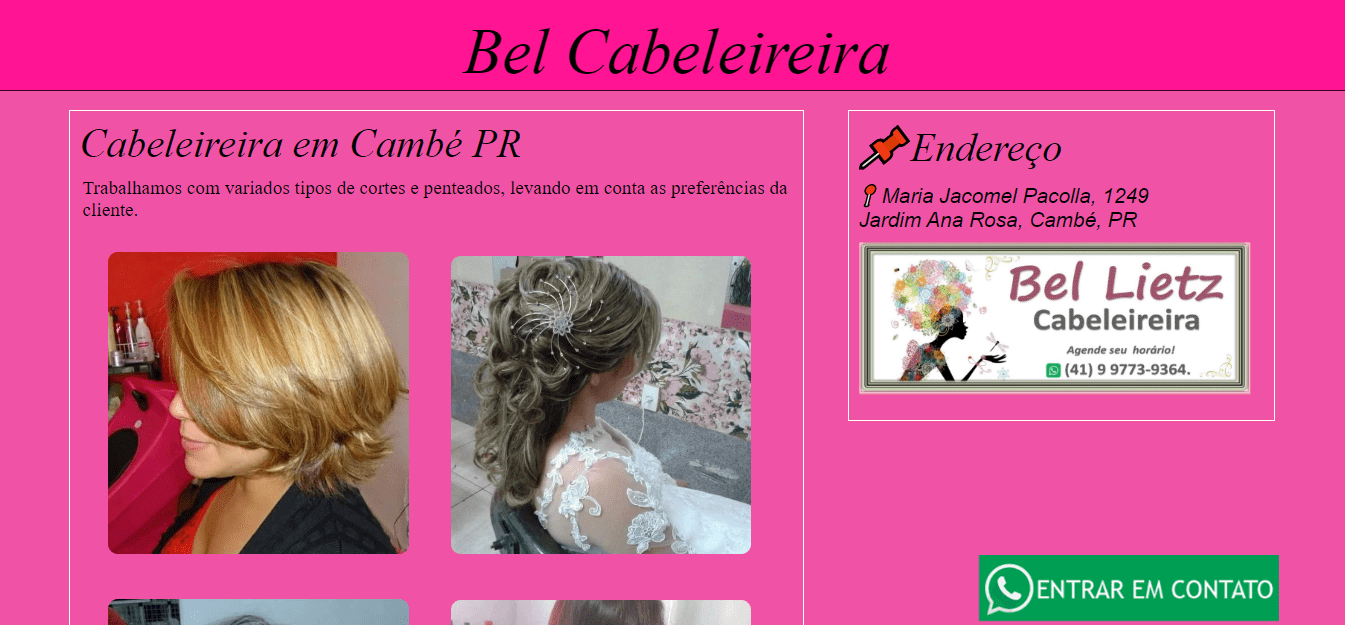 Bel Cabeleireira
Cabeleireira em Cambé PR
Trabalhamos com variados tipos de cortes e penteados, levando em conta as preferências da
cliente.
Endereço
Maria Jacomel Pacolla, 1249
Jardim Ana Rosa, Cambé, PR
Bel Lietz
Cabeleireira
Agende seu horário!
(41) 9 9773-9364.
ENTRAR EM CONTATO